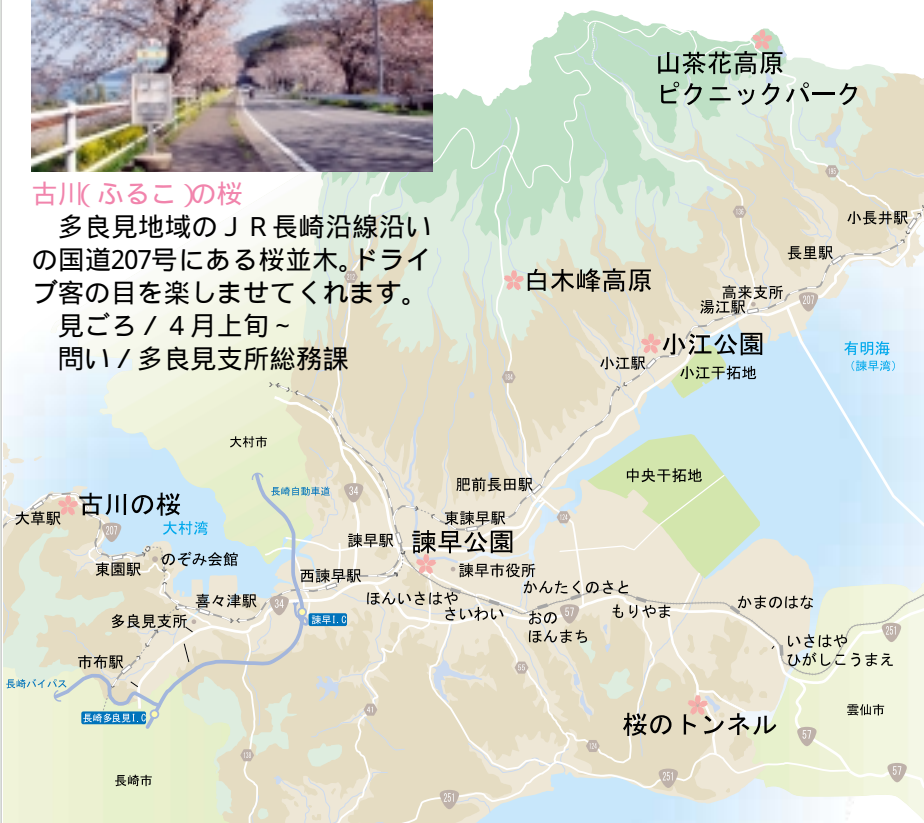 古川(ふるこ)の桜
多良見地域のＪＲ長崎沿線沿い
の国道207号にある桜並木。ドライ
ブ客の目を楽しませてくれます。
見ごろ／４月上旬～
問い／多良見支所総務課
山茶花高原
ピクニックパーク
小長井駅
長里駅
白木峰高原
高来支所
湯江駅
207
小江公園
小江駅
小江干拓地
有明海
（諫早湾）
大村市
肥前長田駅
中央干拓地
長崎自動車道
34
古川の桜
大草駅
大村湾
207
東諫早駅
諫早駅
諫早公園
東園駅
のぞみ会館
西諫早駅
諫早市役所
かんたくのさと
喜々津駅
34
ほんいさはや
さいわい
おの
ほんまち
57
もりやま
かまのはな
多良見支所
諫早I.C
251
いさはや
ひがしこうまえ
市布駅
長崎バイパス
長崎多良見I.C
55
41
桜のトンネル
雲仙市
57
長崎市
251
251
57